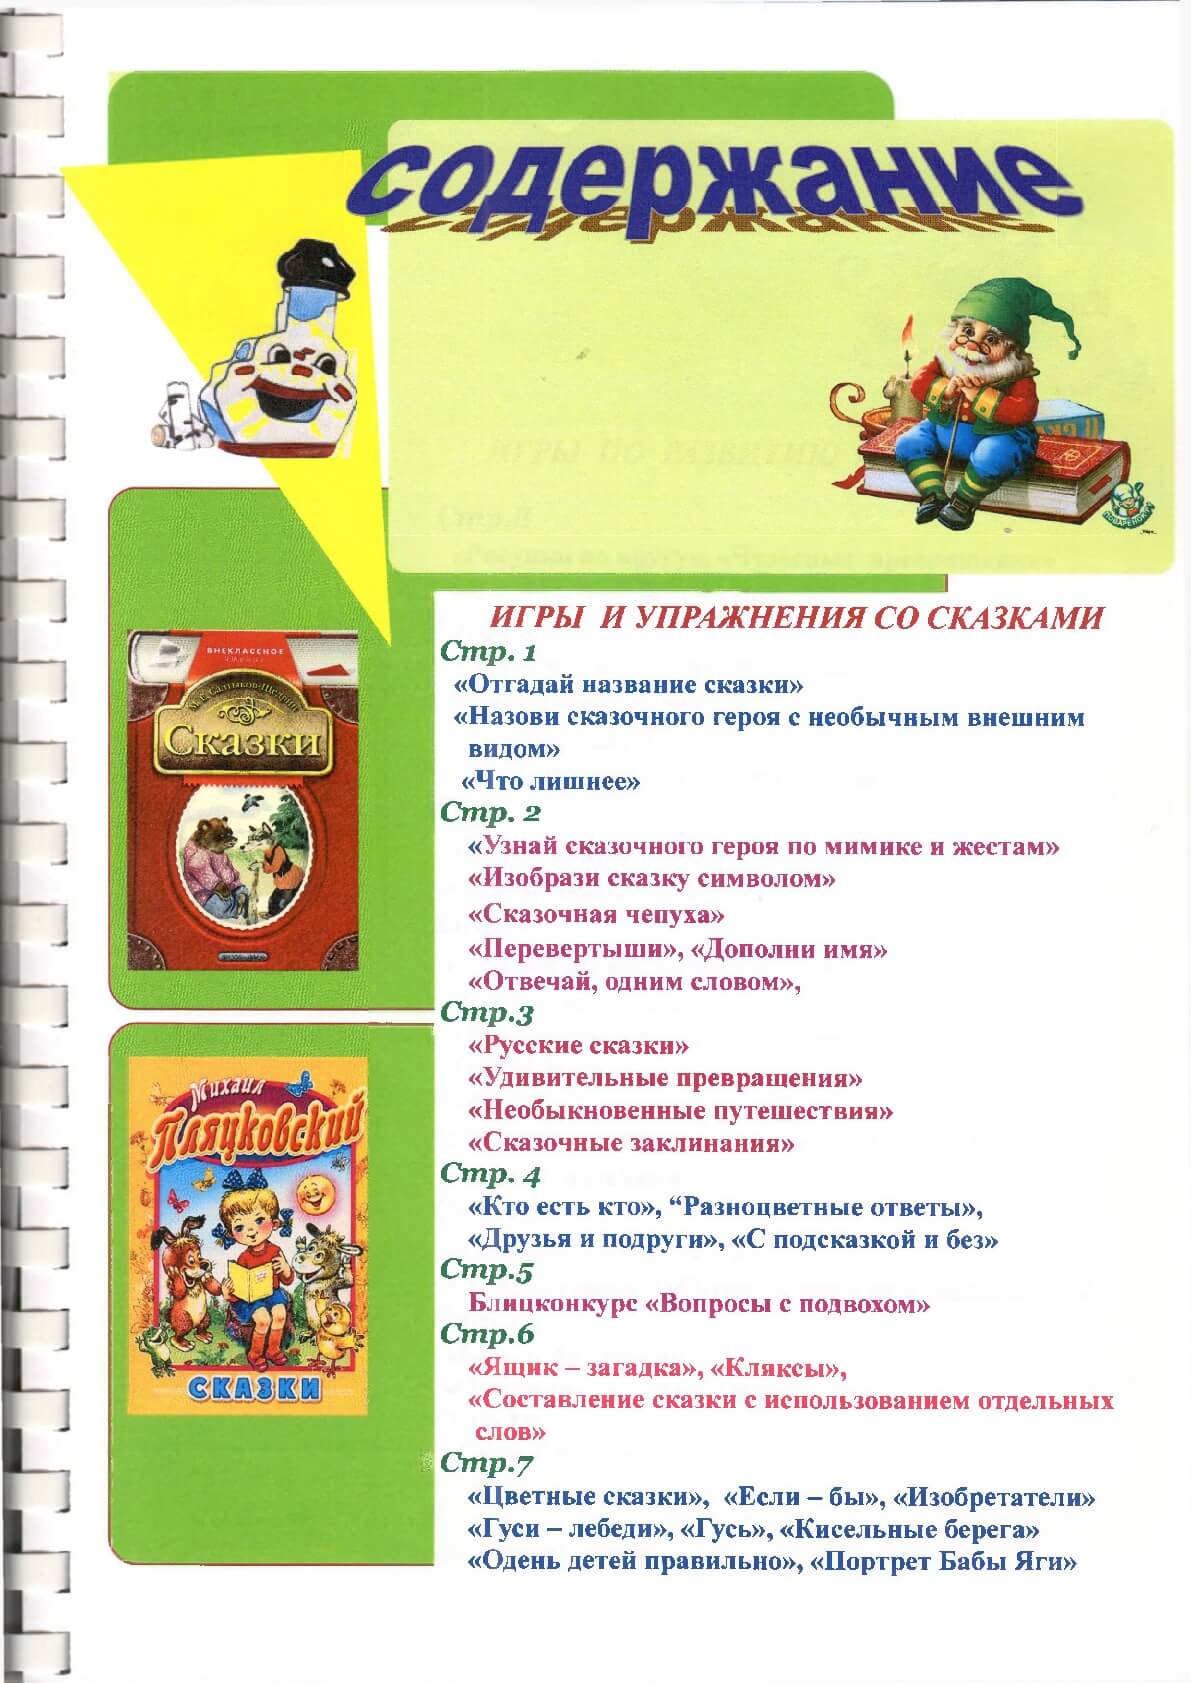 содержание
ИГРЫ И УПРАЖНЕНИЯ СО СКАЗКАМИ
Стр. 1
«Отгадай название сказки»
«Назови сказочного героя с необычным внешним
видом»
«Что лишнее»
Стр. 2
«Узнай сказочного героя по мимике и жестам»
«Изобрази сказку символом»
«Сказочная чепуха»
«Перевертыши», «Дополни имя»
«Отвечай, одним словом»,
Стр.3
«Русские сказки»
«Удивительные превращения»
«Необыкновенные путешествия»
«Сказочные заклинания»
Стр. 4
«Кто есть кто», “Разноцветные ответы»,
«Друзья и подруги», «С подсказкой и без»
Стр.5
Блицконкурс «Вопросы с подвохом»
Стр.6
«Ящик – загадка», «Кляксы»,
«Составление сказки с использованием отдельных
слов»
Стр.7
«Цветные сказки», «Если – бы», «Изобретатели»
«Гуси – лебеди», «Гусь», «Кисельные берега»
«Одень детей правильно», «Портрет Бабы Яги»
ВНЕКЛАССНОЕ
ЧТЕНИЕ
М. Е. Салтыков-Щедрин
Сказки
Михаил
Пляцковский
СКАЗКИ
ПОВАРЕНОК